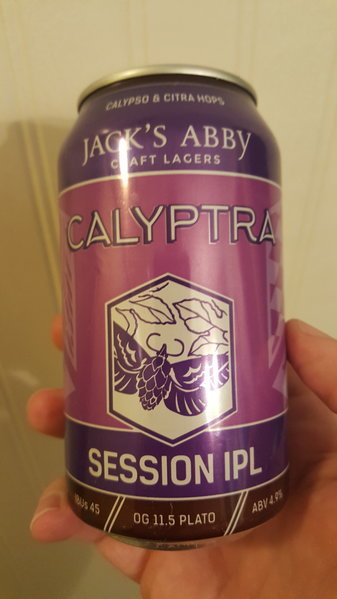 CALYPSO & CITRA HOPS
JACK'S ABBY
CRAFT LAGERS
CALYPTRA
SESSION IPL
IBUs 45
OG 11.5 PLATO
ABV 4.9%